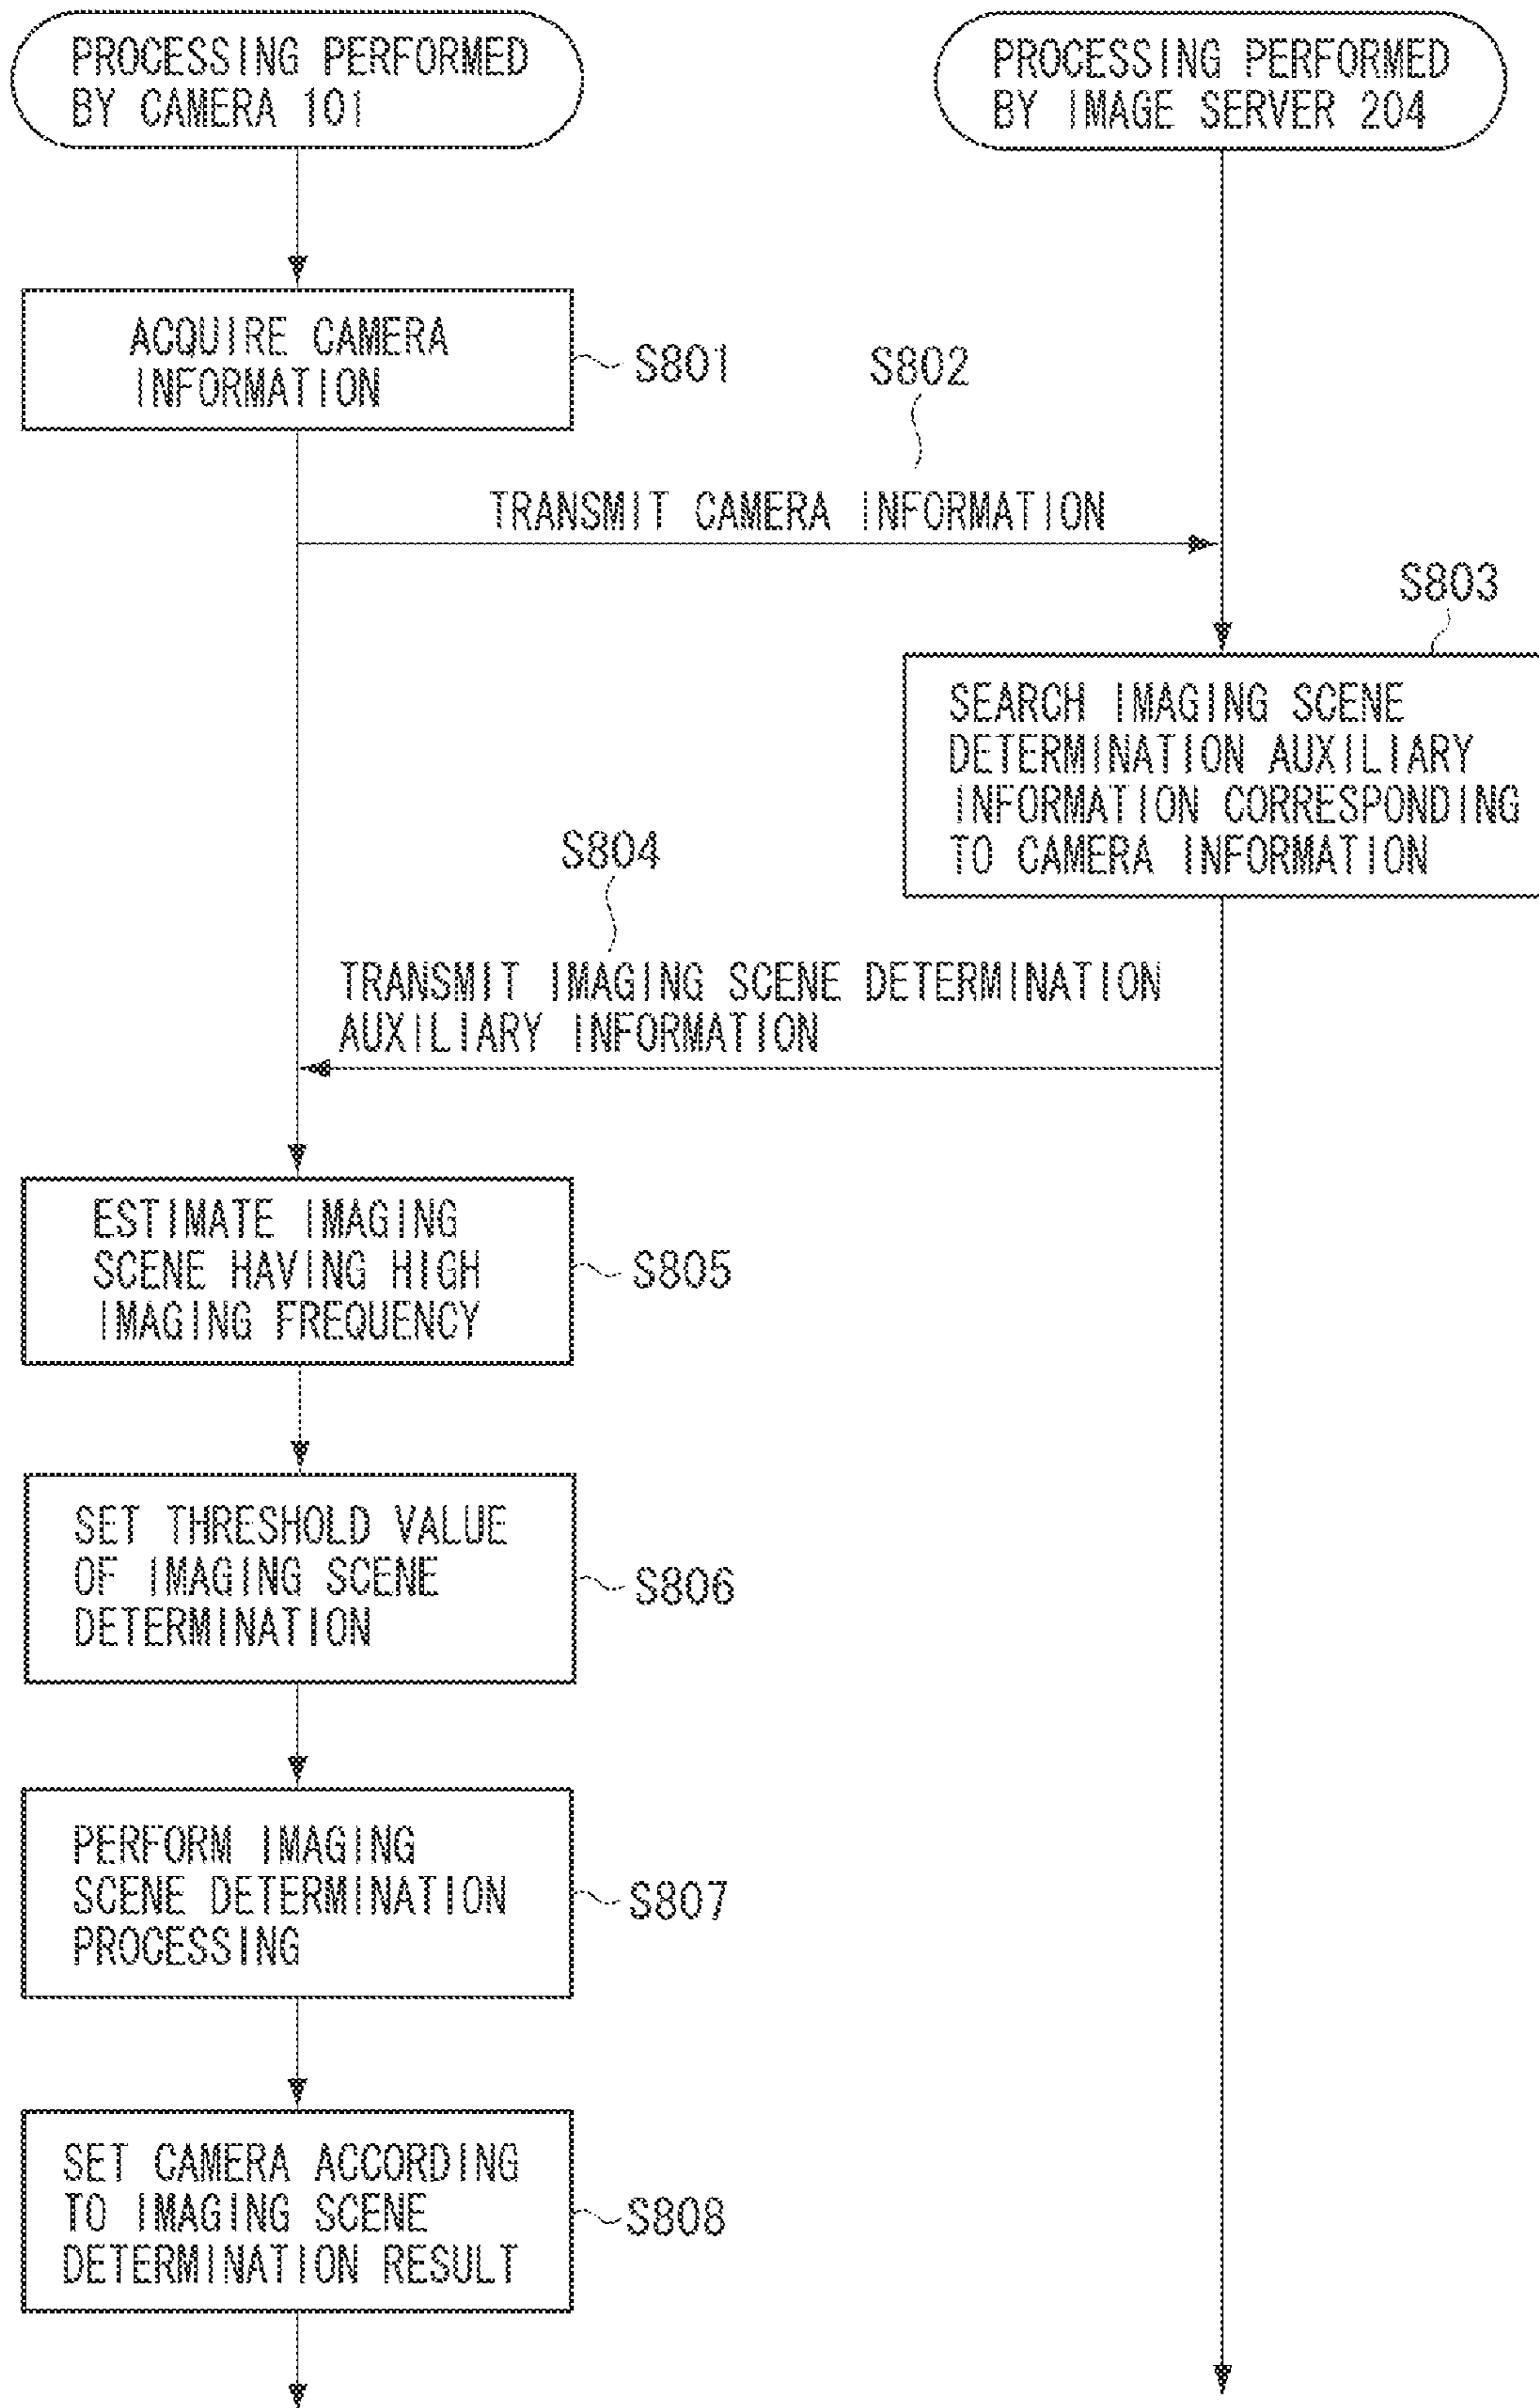 PROCESSING PERFORMED
BY CAMERA 101
PROCESSING PERFORMED
BY IMAGE SERVER 204
ACQUIRE CAMERA
INFORMATION
S801
S802
TRANSMIT CAMERA INFORMATION
S803
SEARCH IMAGING SCENE
DETERMINATION AUXILIARY
INFORMATION CORRESPONDING
TO CAMERA INFORMATION
S804
TRANSMIT IMAGING SCENE DETERMINATION
AUXILIARY INFORMATION
ESTIMATE IMAGING
SCENE HAVING HIGH
IMAGING FREQUENCY
S805
SET THRESHOLD VALUE
OF IMAGING SCENE
DETERMINATION
S806
PERFORM IMAGING
SCENE DETERMINATION
PROCESSING
S807
SET CAMERA ACCORDING
TO IMAGING SCENE
DETERMINATION RESULT
S808